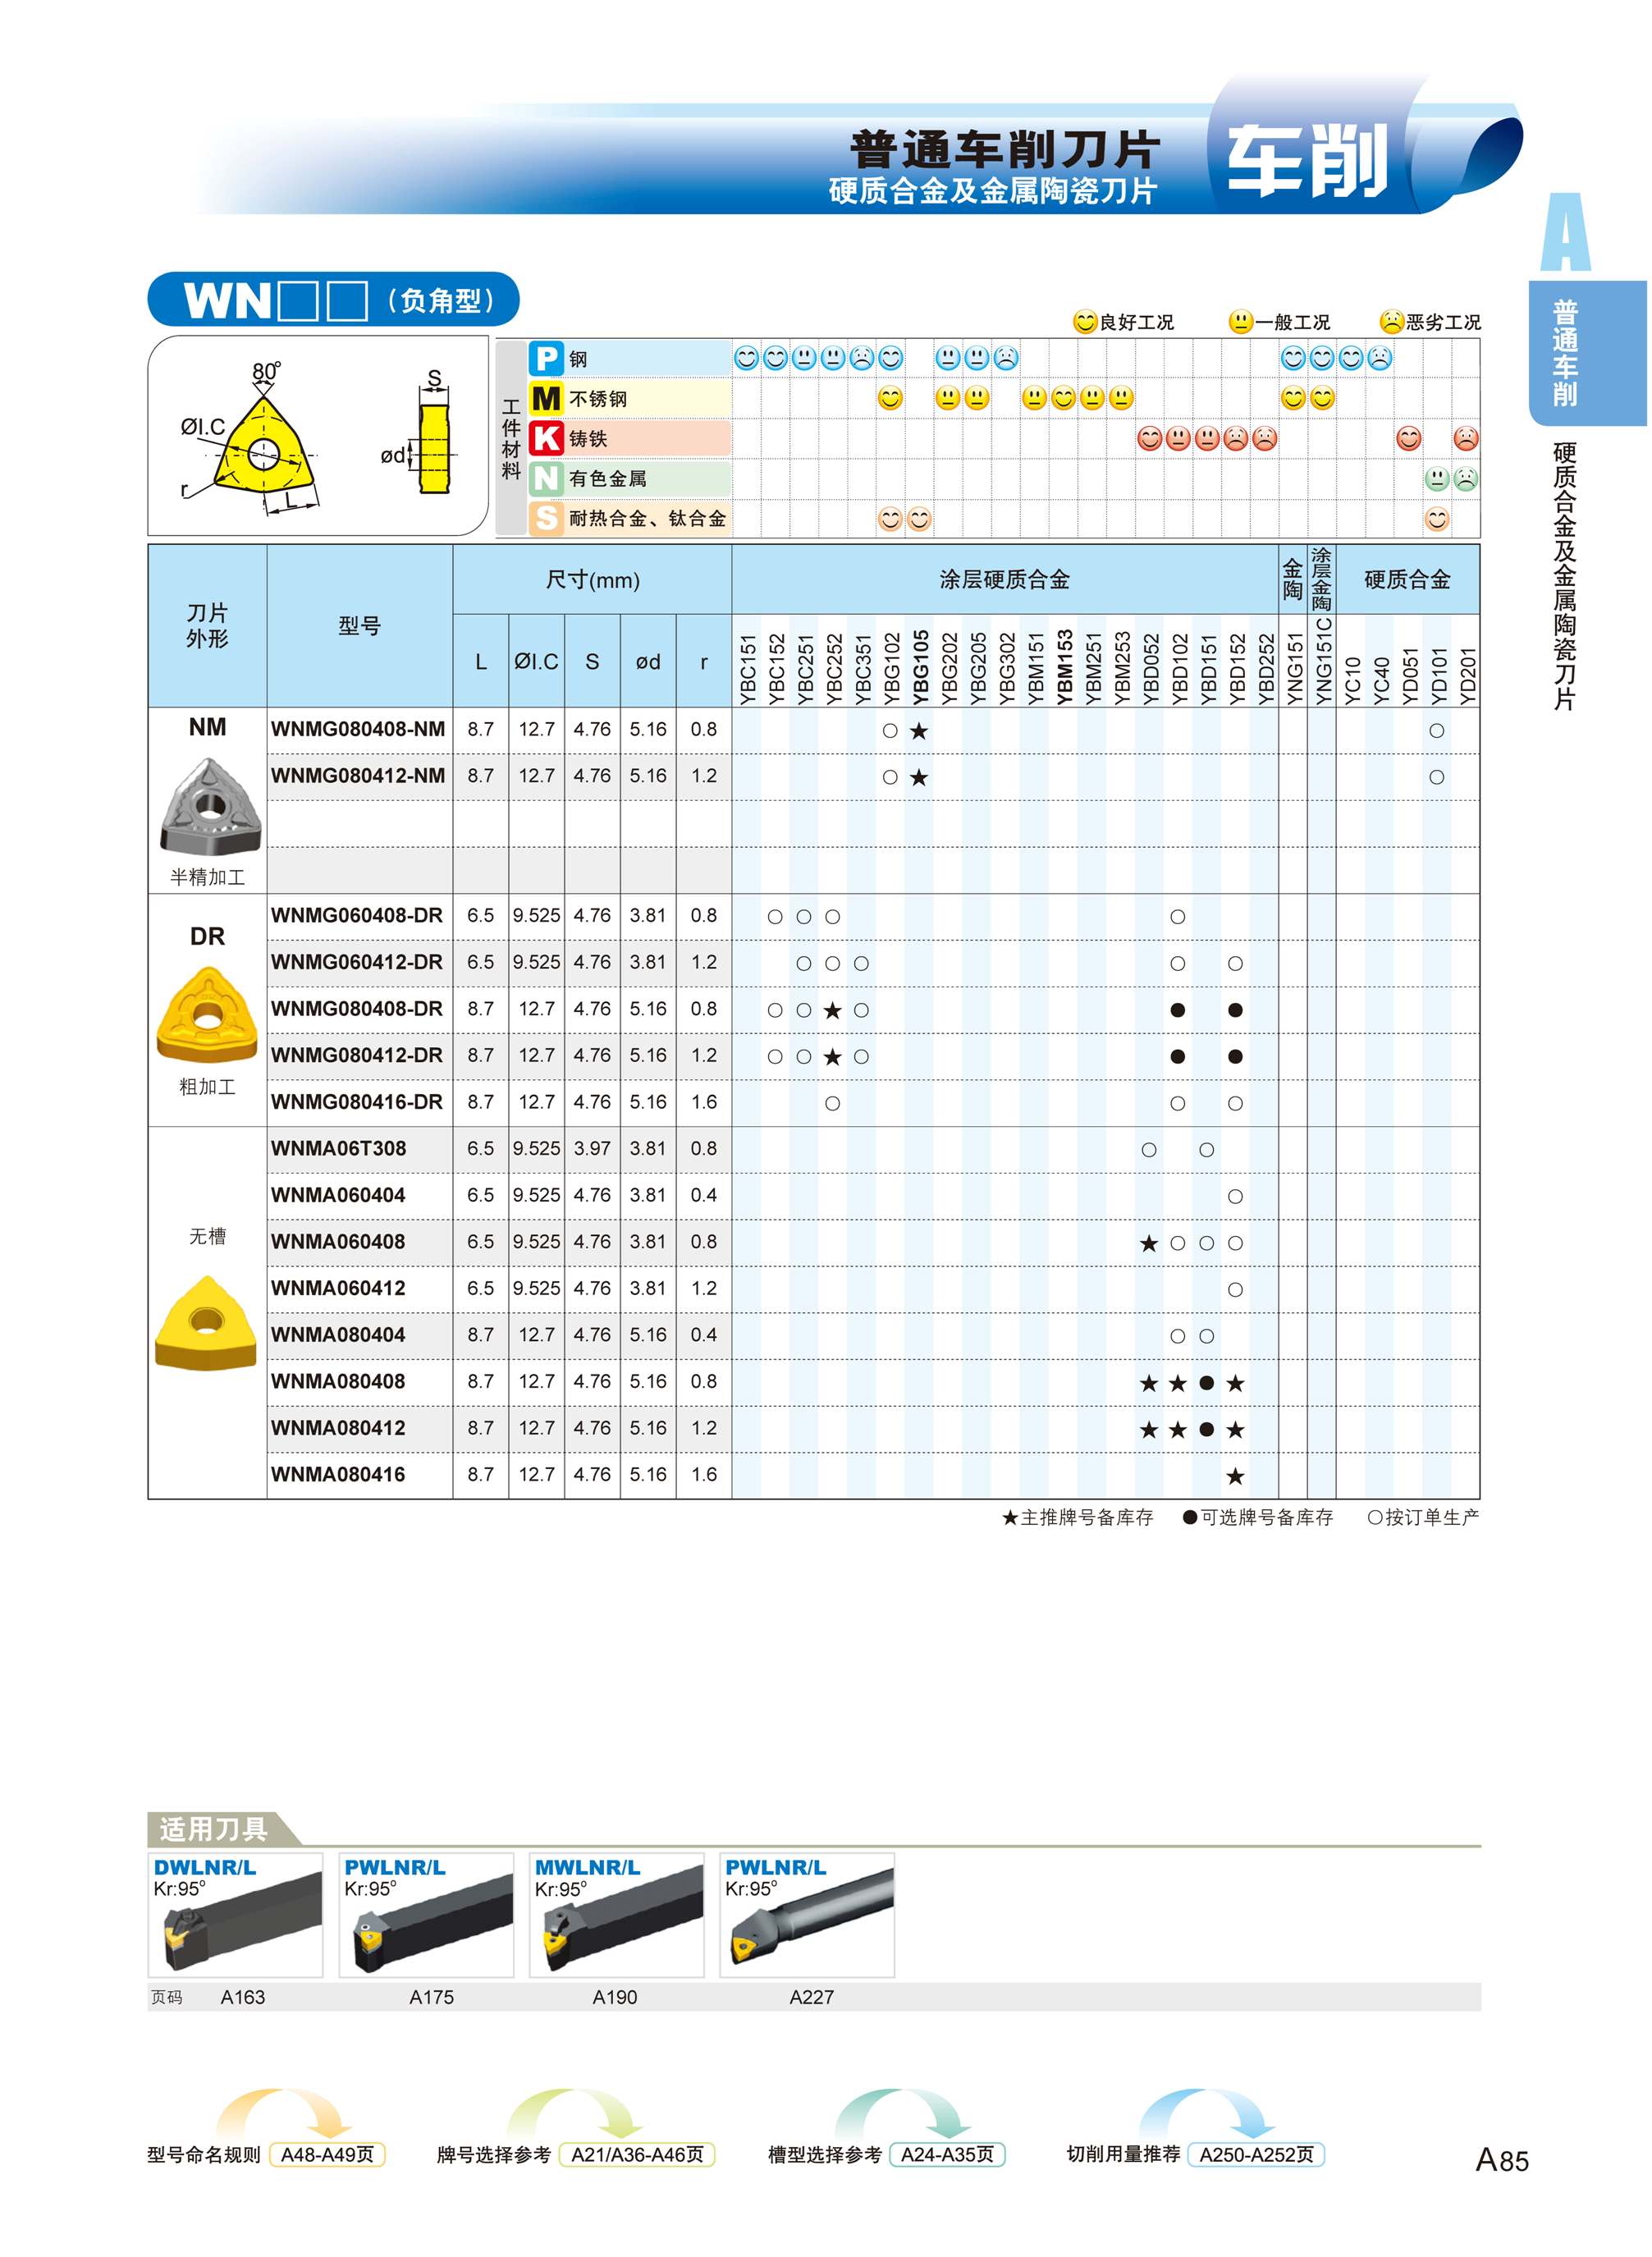 普通车削刀片
硬质合金及金属陶瓷刀片
车削
A
普通车削
硬质合金及金属陶瓷刀片
WN□□（负角型）
良好工况 一般工况 恶劣工况
80°
ØI.C
r
L
S
ød
工件材料
P 钢
M 不锈钢
K 铸铁
N 有色金属
S 耐热合金、钛合金
刀片外形 型号 尺寸(mm) 涂层硬质合金 金陶 涂层金陶 硬质合金
L ØI.C S ød r YBC151 YBC152 YBC251 YBC252 YBC351 YBG102 YBG105 YBG202 YBG205 YBG302 YBM151 YBM153 YBM251 YBM253 YBD052 YBD102 YBD151 YBD152 YBD252 YNG151 YNG151C YC10 YC40 YD051 YD101 YD201
NM
半精加工
WNMG080408-NM 8.7 12.7 4.76 5.16 0.8 ○ ★ ○
WNMG080412-NM 8.7 12.7 4.76 5.16 1.2 ○ ★ ○
DR
粗加工
WNMG060408-DR 6.5 9.525 4.76 3.81 0.8 ○ ○ ○ ○
WNMG060412-DR 6.5 9.525 4.76 3.81 1.2 ○ ○ ○ ○ ○
WNMG080408-DR 8.7 12.7 4.76 5.16 0.8 ○ ○ ★ ○ ● ●
WNMG080412-DR 8.7 12.7 4.76 5.16 1.2 ○ ○ ★ ○ ● ●
WNMG080416-DR 8.7 12.7 4.76 5.16 1.6 ○ ○ ○
无槽
WNMA06T308 6.5 9.525 3.97 3.81 0.8 ○ ○
WNMA060404 6.5 9.525 4.76 3.81 0.4 ○
WNMA060408 6.5 9.525 4.76 3.81 0.8 ★ ○ ○ ○
WNMA060412 6.5 9.525 4.76 3.81 1.2 ○
WNMA080404 8.7 12.7 4.76 5.16 0.4 ○ ○
WNMA080408 8.7 12.7 4.76 5.16 0.8 ★ ★ ● ★
WNMA080412 8.7 12.7 4.76 5.16 1.2 ★ ★ ● ★
WNMA080416 8.7 12.7 4.76 5.16 1.6 ★
★主推牌号备库存 ●可选牌号备库存 ○按订单生产
适用刀具
DWLNR/L PWLNR/L MWLNR/L PWLNR/L
Kr:95° Kr:95° Kr:95° Kr:95°
页码 A163 A175 A190 A227
型号命名规则 A48-A49页 牌号选择参考 A21/A36-A46页 槽型选择参考 A24-A35页 切削用量推荐 A250-A252页
A85